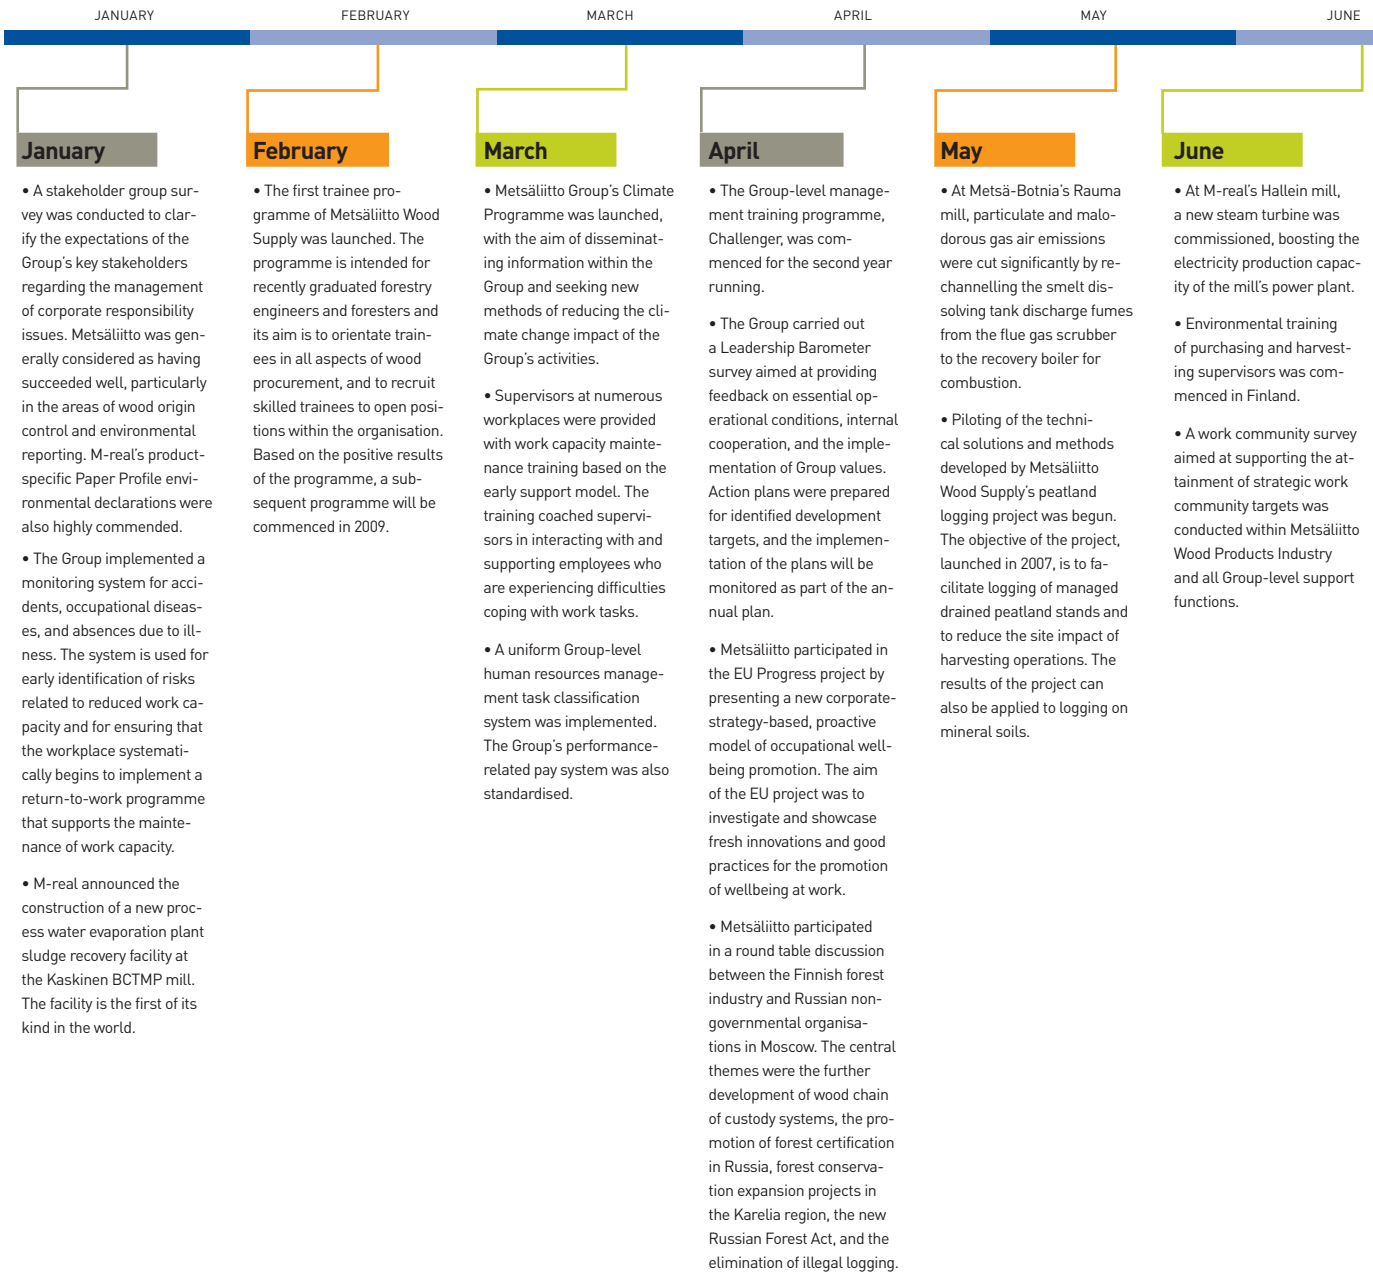 JANUARY
FEBRUARY
MARCH
APRIL
MAY
JUNE
January
• A stakeholder group sur-
vey was conducted to clar-
ify the expectations of the
Group's key stakeholders
regarding the management
of corporate responsibility
issues. Metsäliitto was gen-
erally considered as having
succeeded well, particularly
in the areas of wood origin
control and environmental
reporting. M-real's product-
specific Paper Profile envi-
ronmental declarations were
also highly commended.
• The Group implemented a
monitoring system for acci-
dents, occupational diseas-
es, and absences due to ill-
ness. The system is used for
early identification of risks
related to reduced work ca-
pacity and for ensuring that
the workplace systemati-
cally begins to implement a
return-to-work programme
that supports the mainte-
nance of work capacity.
• M-real announced the
construction of a new proc-
ess water evaporation plant
sludge recovery facility at
the Kaskinen BCTMP mill.
The facility is the first of its
kind in the world.
February
• The first trainee pro-
gramme of Metsäliitto Wood
Supply was launched. The
programme is intended for
recently graduated forestry
engineers and foresters and
its aim is to orientate train-
ees in all aspects of wood
procurement, and to recruit
skilled trainees to open posi-
tions within the organisation.
Based on the positive results
of the programme, a sub-
sequent programme will be
commenced in 2009.
March
• Metsäliitto Group's Climate
Programme was launched,
with the aim of disseminat-
ing information within the
Group and seeking new
methods of reducing the cli-
mate change impact of the
Group's activities.
• Supervisors at numerous
workplaces were provided
with work capacity mainte-
nance training based on the
early support model. The
training coached supervi-
sors in interacting with and
supporting employees who
are experiencing difficulties
coping with work tasks.
• A uniform Group-level
human resources manage-
ment task classification
system was implemented.
The Group's performance-
related pay system was also
standardised.
April
• The Group-level manage-
ment training programme,
Challenger, was com-
menced for the second year
running.
• The Group carried out
a Leadership Barometer
survey aimed at providing
feedback on essential op-
erational conditions, internal
cooperation, and the imple-
mentation of Group values.
Action plans were prepared
for identified development
targets, and the implemen-
tation of the plans will be
monitored as part of the an-
nual plan.
• Metsäliitto participated in
the EU Progress project by
presenting a new corporate-
strategy-based, proactive
model of occupational well-
being promotion. The aim
of the EU project was to
investigate and showcase
fresh innovations and good
practices for the promotion
of wellbeing at work.
• Metsäliitto participated
in a round table discussion
between the Finnish forest
industry and Russian non-
governmental organisa-
tions in Moscow. The central
themes were the further
development of wood chain
of custody systems, the pro-
motion of forest certification
in Russia, forest conserva-
tion expansion projects in
the Karelia region, the new
Russian Forest Act, and the
elimination of illegal logging.
May
• At Metsä-Botnia's Rauma
mill, particulate and malo-
dorous gas air emissions
were cut significantly by re-
channelling the smelt dis-
solving tank discharge fumes
from the flue gas scrubber
to the recovery boiler for
combustion.
• Piloting of the techni-
cal solutions and methods
developed by Metsäliitto
Wood Supply's peatland
logging project was begun.
The objective of the project,
launched in 2007, is to fa-
cilitate logging of managed
drained peatland stands and
to reduce the site impact of
harvesting operations. The
results of the project can
also be applied to logging on
mineral soils.
June
• At M-real's Hallein mill,
a new steam turbine was
commissioned, boosting the
electricity production capac-
ity of the mill's power plant.
• Environmental training
of purchasing and harvest-
ing supervisors was com-
menced in Finland.
• A work community survey
aimed at supporting the at-
tainment of strategic work
community targets was
conducted within Metsäliitto
Wood Products Industry
and all Group-level support
functions.